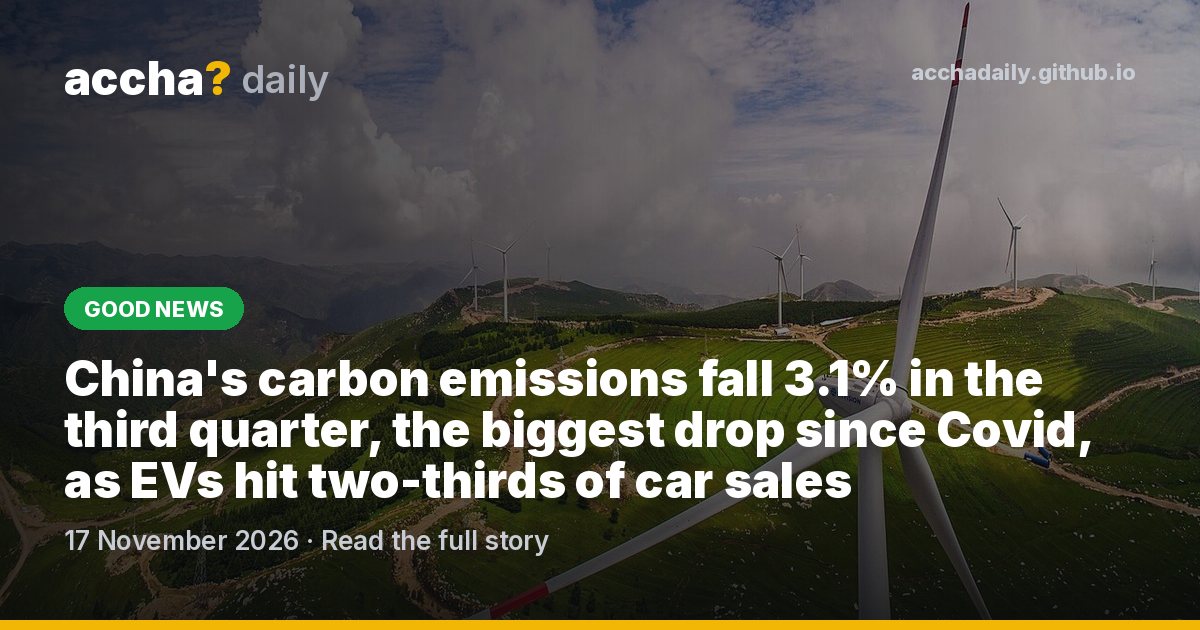 accha? daily
acchadaily.github.io
GOOD NEWS
China's carbon emissions fall 3.1% in the
third quarter, the biggest drop since Covid,
as EVs hit two-thirds of car sales
17 November 2026 · Read the full story